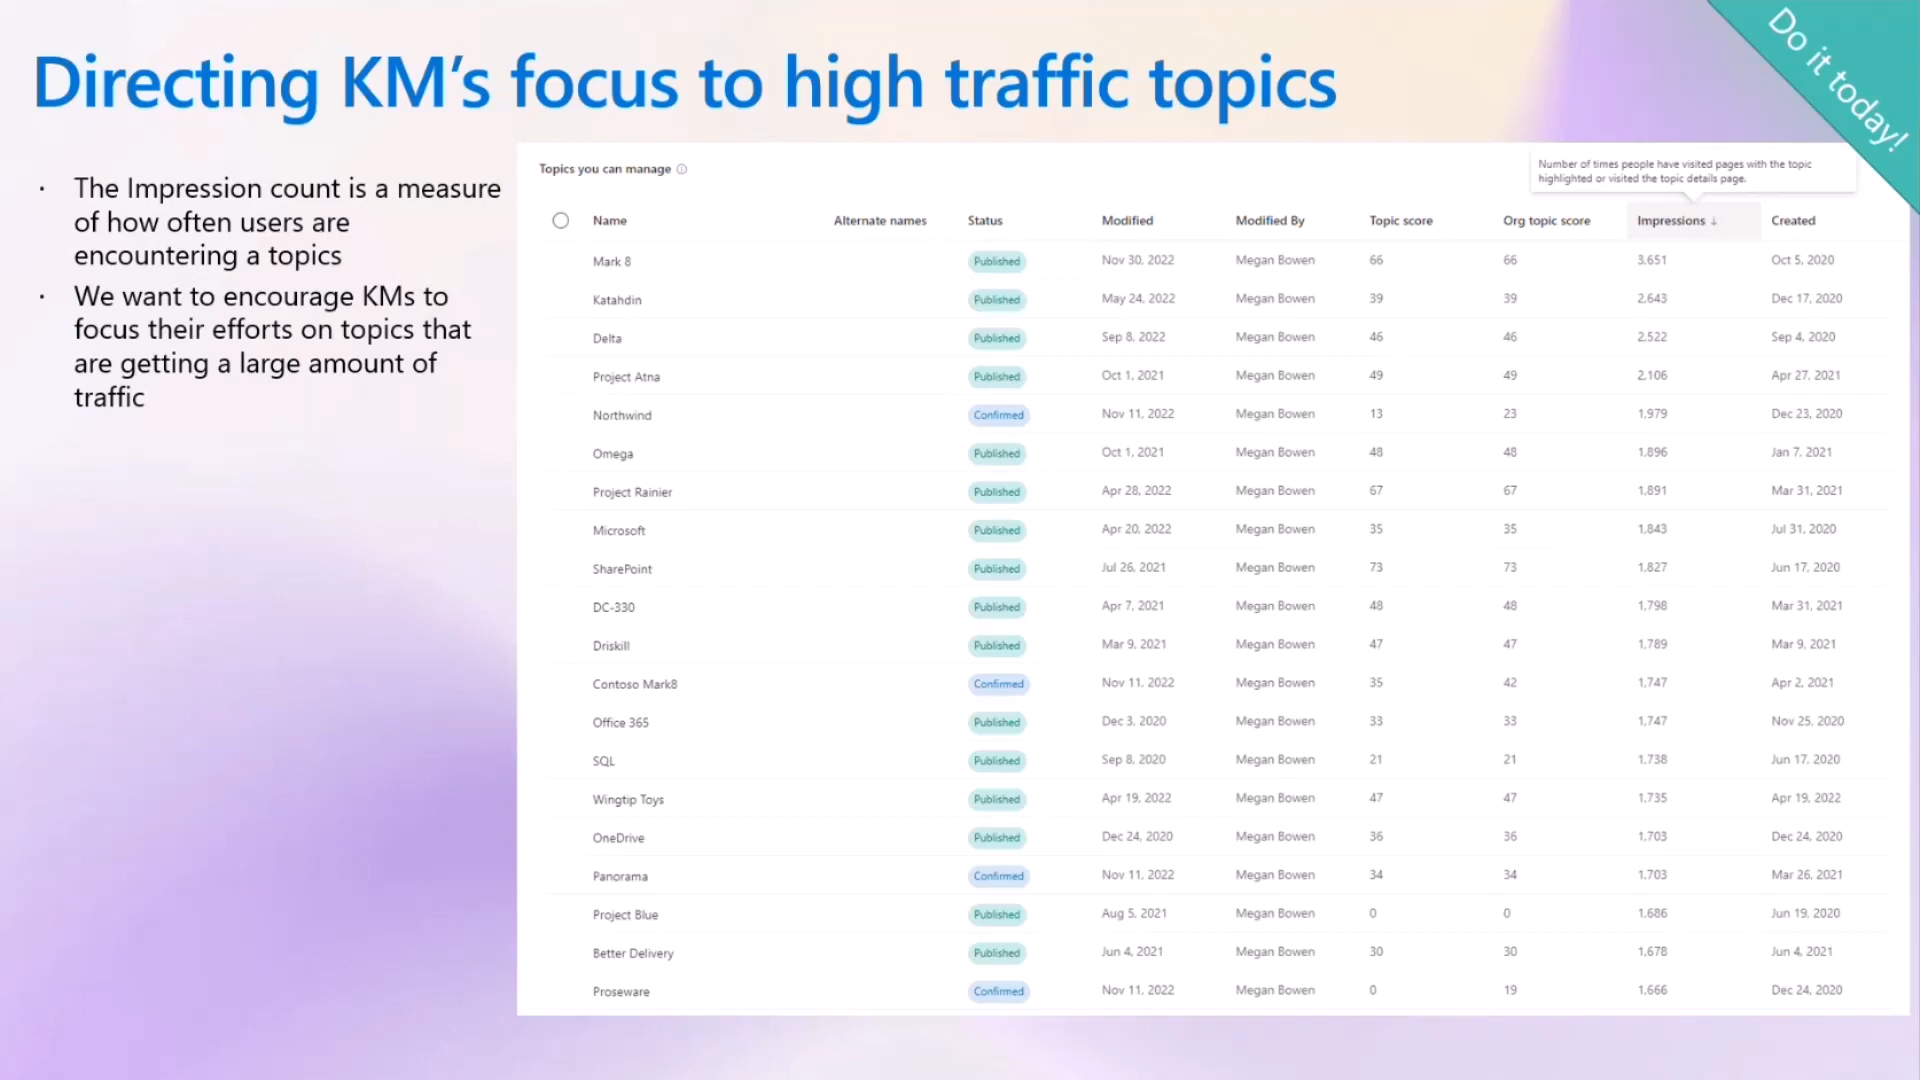 Directing KM's focus to high traffic topics
Do it today!
· The Impression count is a measure
of how often users are
encountering a topics
· We want to encourage KMs to
focus their efforts on topics that
are getting a large amount of
traffic
Topics you can manage
Number of times people have visited pages with the topic
highlighted or visited the topic details page.
Name Alternate names Status Modified Modified By Topic score Org topic score Impressions ↓ Created
Mark 8 Published Nov 30, 2022 Megan Bowen 66 66 3,651 Oct 5, 2020
Katahdin Published May 24, 2022 Megan Bowen 39 39 2,643 Dec 17, 2020
Delta Published Sep 8, 2022 Megan Bowen 46 46 2,522 Sep 4, 2020
Project Atna Published Oct 1, 2021 Megan Bowen 49 49 2,106 Apr 27, 2021
Northwind Confirmed Nov 11, 2022 Megan Bowen 13 23 1,979 Dec 23, 2020
Omega Published Oct 1, 2021 Megan Bowen 48 48 1,896 Jan 7, 2021
Project Rainier Published Apr 28, 2022 Megan Bowen 67 67 1,891 Mar 31, 2021
Microsoft Published Apr 20, 2022 Megan Bowen 35 35 1,843 Jul 31, 2020
SharePoint Published Jul 26, 2021 Megan Bowen 73 73 1,827 Jun 17, 2020
DC-330 Published Apr 7, 2021 Megan Bowen 48 48 1,798 Mar 31, 2021
Driskill Published Mar 9, 2021 Megan Bowen 47 47 1,789 Mar 9, 2021
Contoso Mark8 Confirmed Nov 11, 2022 Megan Bowen 35 42 1,747 Apr 2, 2021
Office 365 Published Dec 3, 2020 Megan Bowen 33 33 1,747 Nov 25, 2020
SQL Published Sep 8, 2020 Megan Bowen 21 21 1,738 Jun 17, 2020
Wingtip Toys Published Apr 19, 2022 Megan Bowen 47 47 1,735 Apr 19, 2022
OneDrive Published Dec 24, 2020 Megan Bowen 36 36 1,703 Dec 24, 2020
Panorama Confirmed Nov 11, 2022 Megan Bowen 34 34 1,703 Mar 26, 2021
Project Blue Published Aug 5, 2021 Megan Bowen 0 0 1,686 Jun 19, 2020
Better Delivery Published Jun 4, 2021 Megan Bowen 30 30 1,678 Jun 4, 2021
Proseware Confirmed Nov 11, 2022 Megan Bowen 0 19 1,666 Dec 24, 2020